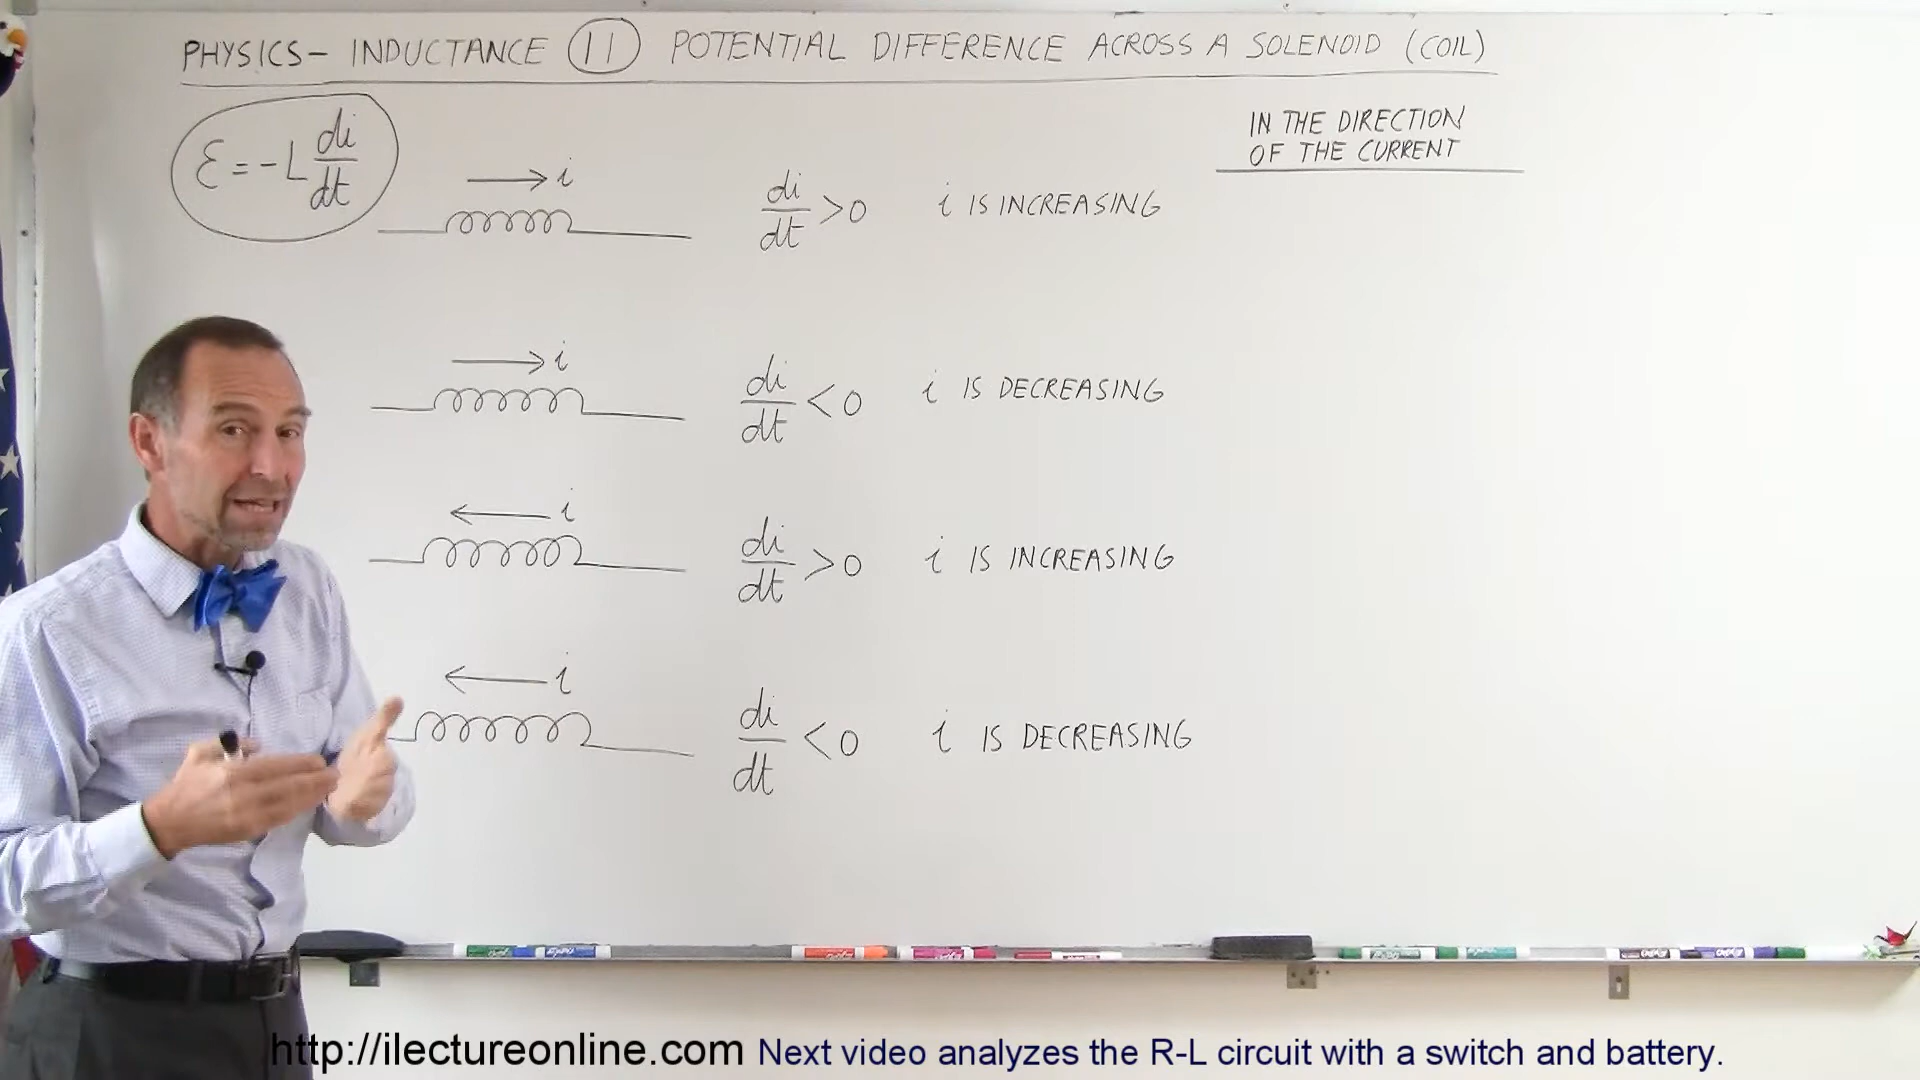 PHYSICS- INDUCTANCE 11 POTENTIAL DIFFERENCE ACROSS A SOLENOID (COIL)
IN THE DIRECTION
OF THE CURRENT
ℰ = -L di/dt
i
di/dt > 0 i IS INCREASING
i
di/dt < 0 i IS DECREASING
i
di/dt > 0 i IS INCREASING
i
di/dt < 0 i IS DECREASING
http://ilectureonline.com Next video analyzes the R-L circuit with a switch and battery.